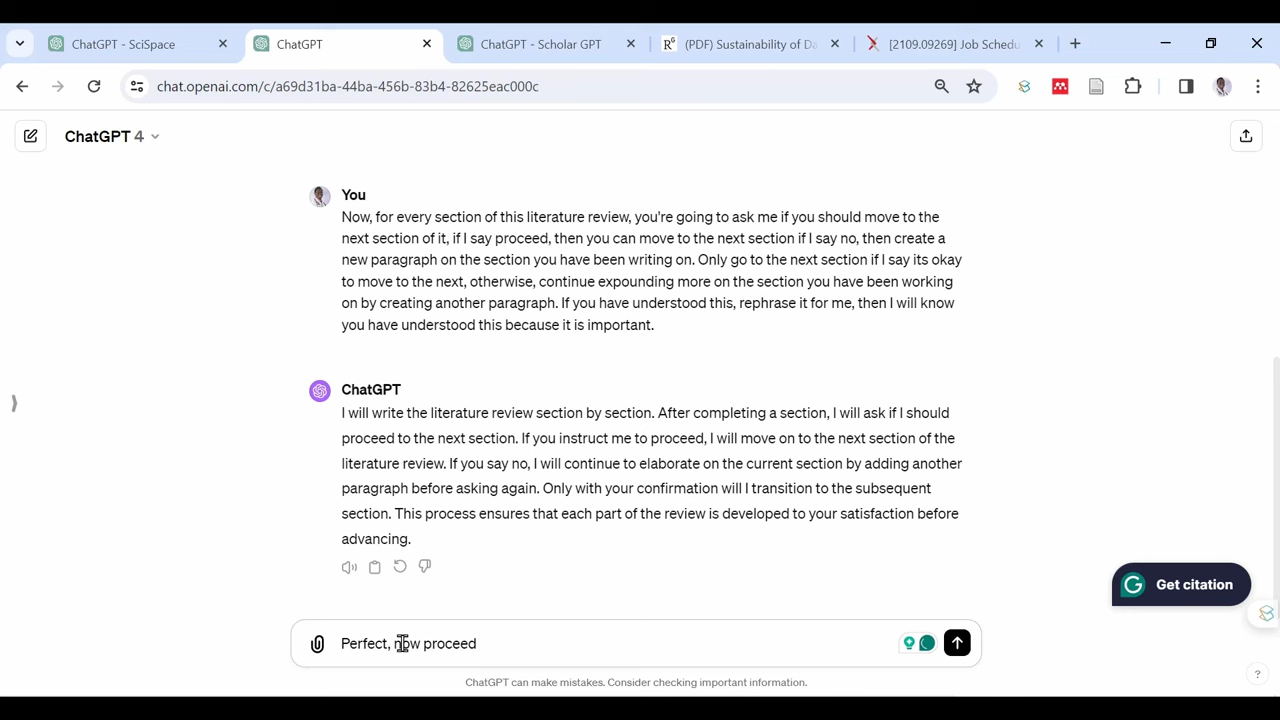 ChatGPT - SciSpace
ChatGPT
ChatGPT - Scholar GPT
(PDF) Sustainability of Da
[2109.09269] Job Schedu
chat.openai.com/c/a69d31ba-44ba-456b-83b4-82625eac000c
ChatGPT 4
You
Now, for every section of this literature review, you're going to ask me if you should move to the
next section of it, if I say proceed, then you can move to the next section if I say no, then create a
new paragraph on the section you have been writing on. Only go to the next section if I say its okay
to move to the next, otherwise, continue expounding more on the section you have been working
on by creating another paragraph. If you have understood this, rephrase it for me, then I will know
you have understood this because it is important.
ChatGPT
I will write the literature review section by section. After completing a section, I will ask if I should
proceed to the next section. If you instruct me to proceed, I will move on to the next section of the
literature review. If you say no, I will continue to elaborate on the current section by adding another
paragraph before asking again. Only with your confirmation will I transition to the subsequent
section. This process ensures that each part of the review is developed to your satisfaction before
advancing.
Get citation
Perfect, now proceed
ChatGPT can make mistakes. Consider checking important information.
?